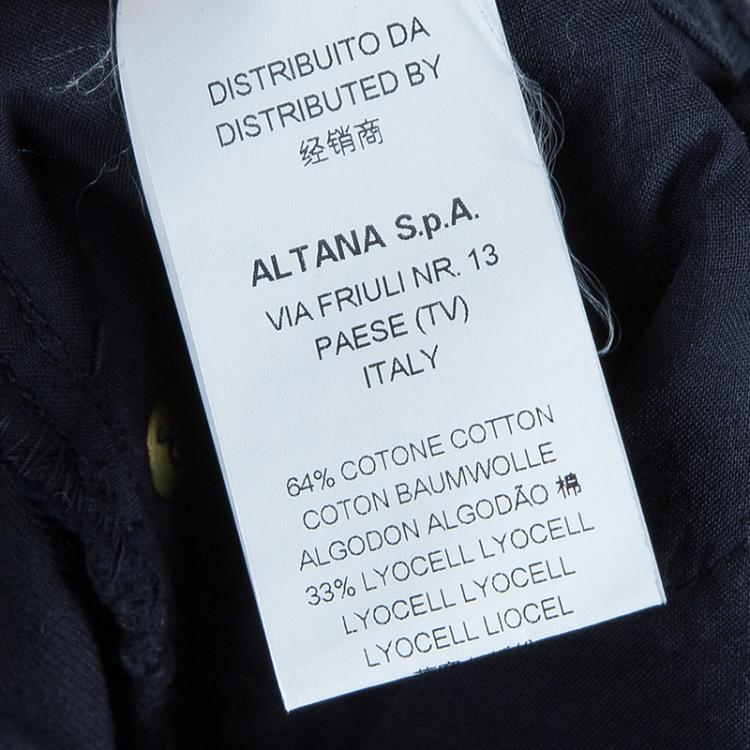 DISTRIBUITO DA
DISTRIBUTED BY
经销商
ALTANA S.p.A.
VIA FRIULI NR. 13
PAESE (TV)
ITALY
64% COTONE COTTON
COTON BAUMWOLLE
ALGODON ALGODÃO 棉
33% LYOCELL LYOCELL
LYOCELL LYOCELL
LYOCELL LIOCEL